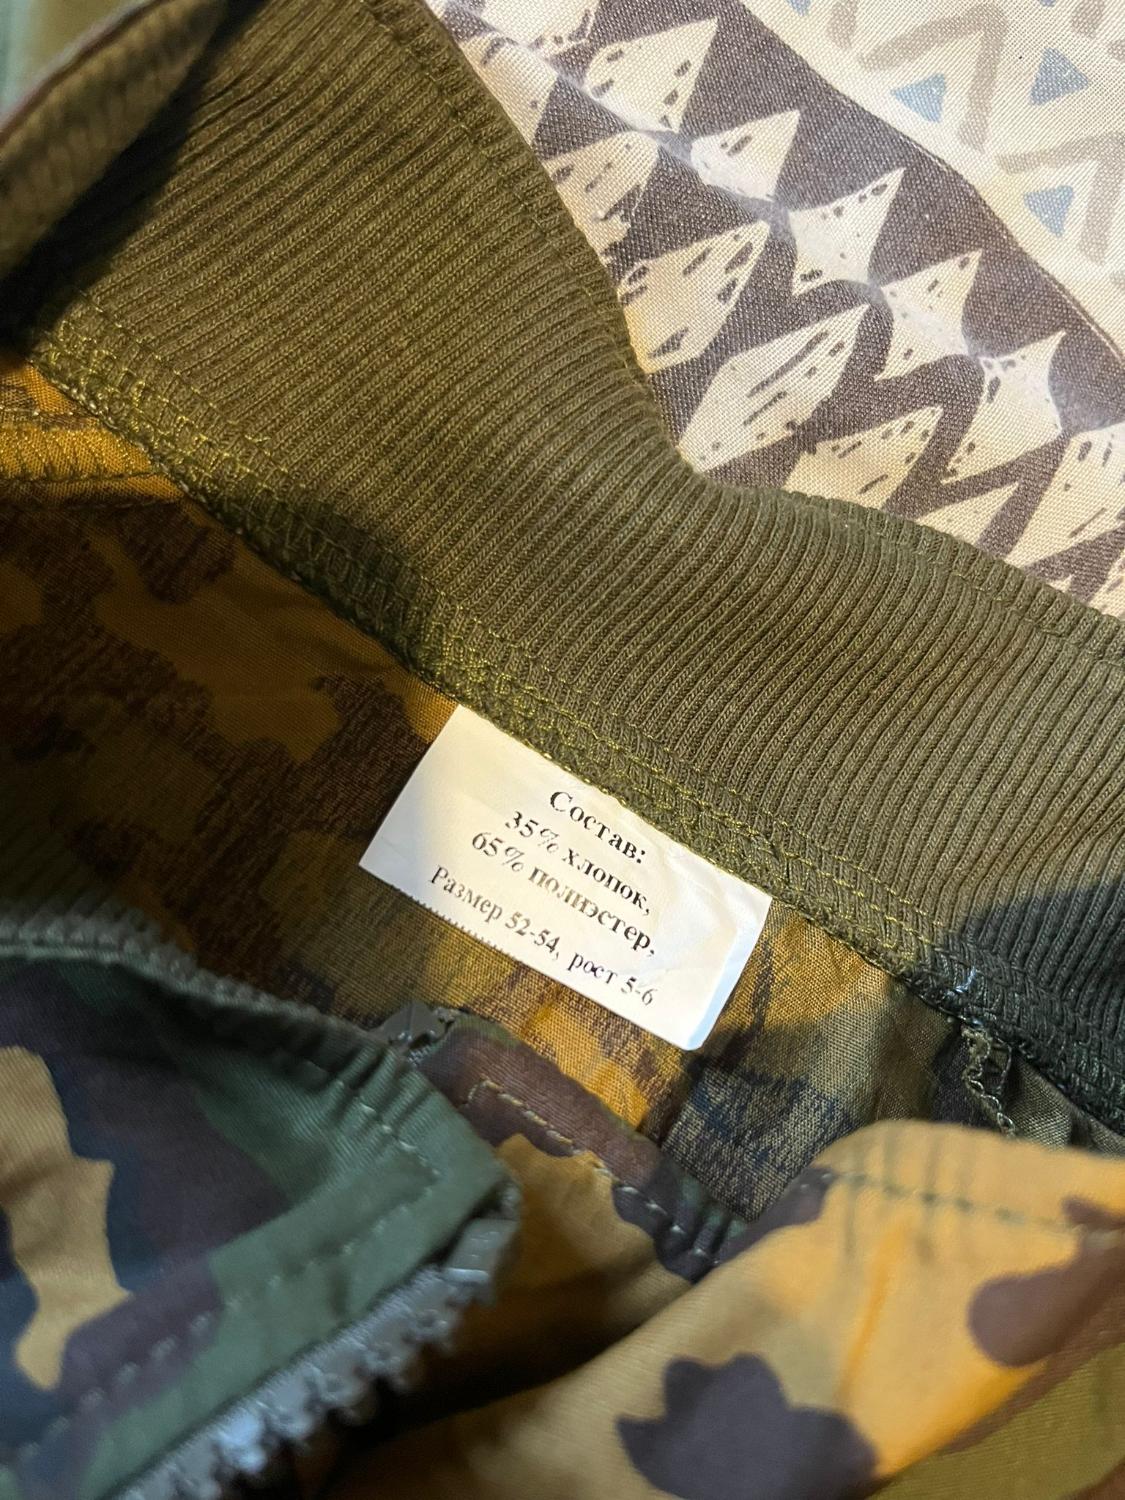 Состав:
35% хлопок,
65% полиэстер,
Размер 52-54, рост 5-6